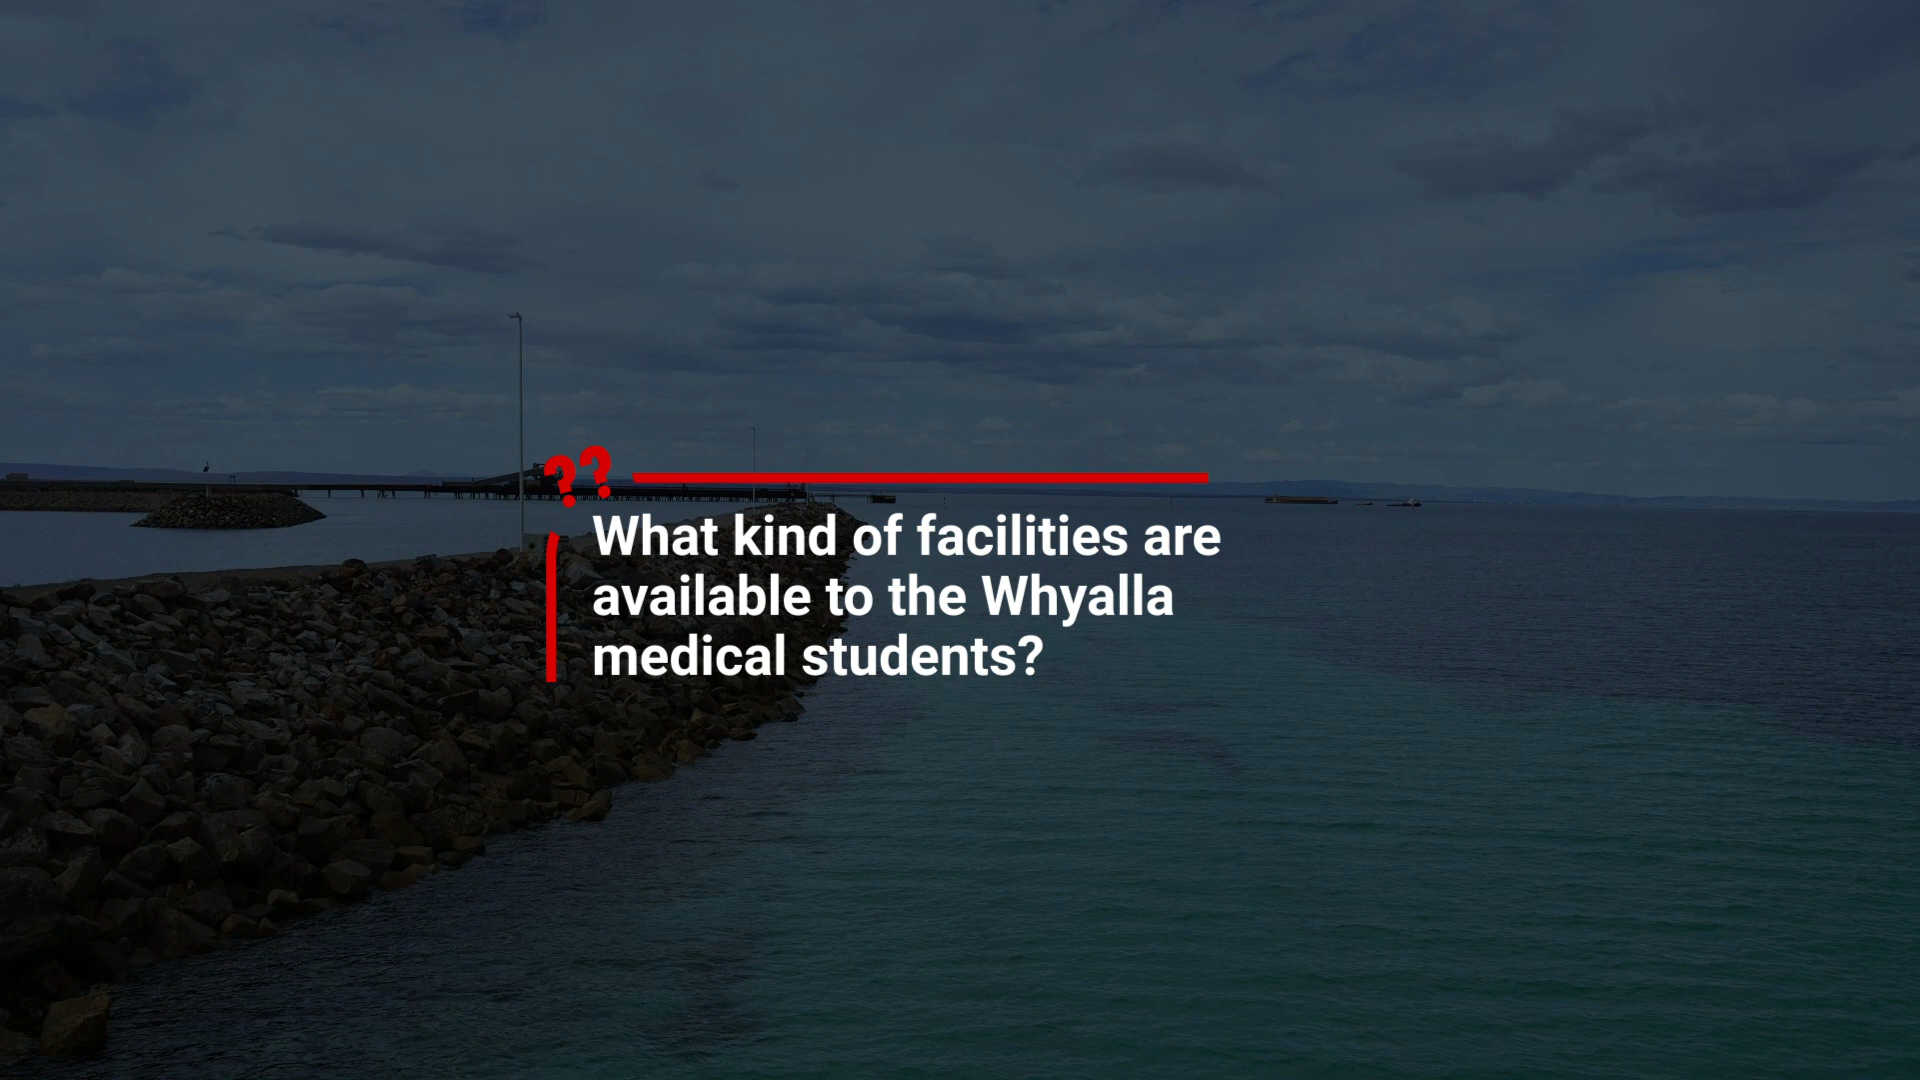 ??
What kind of facilities are
available to the Whyalla
medical students?